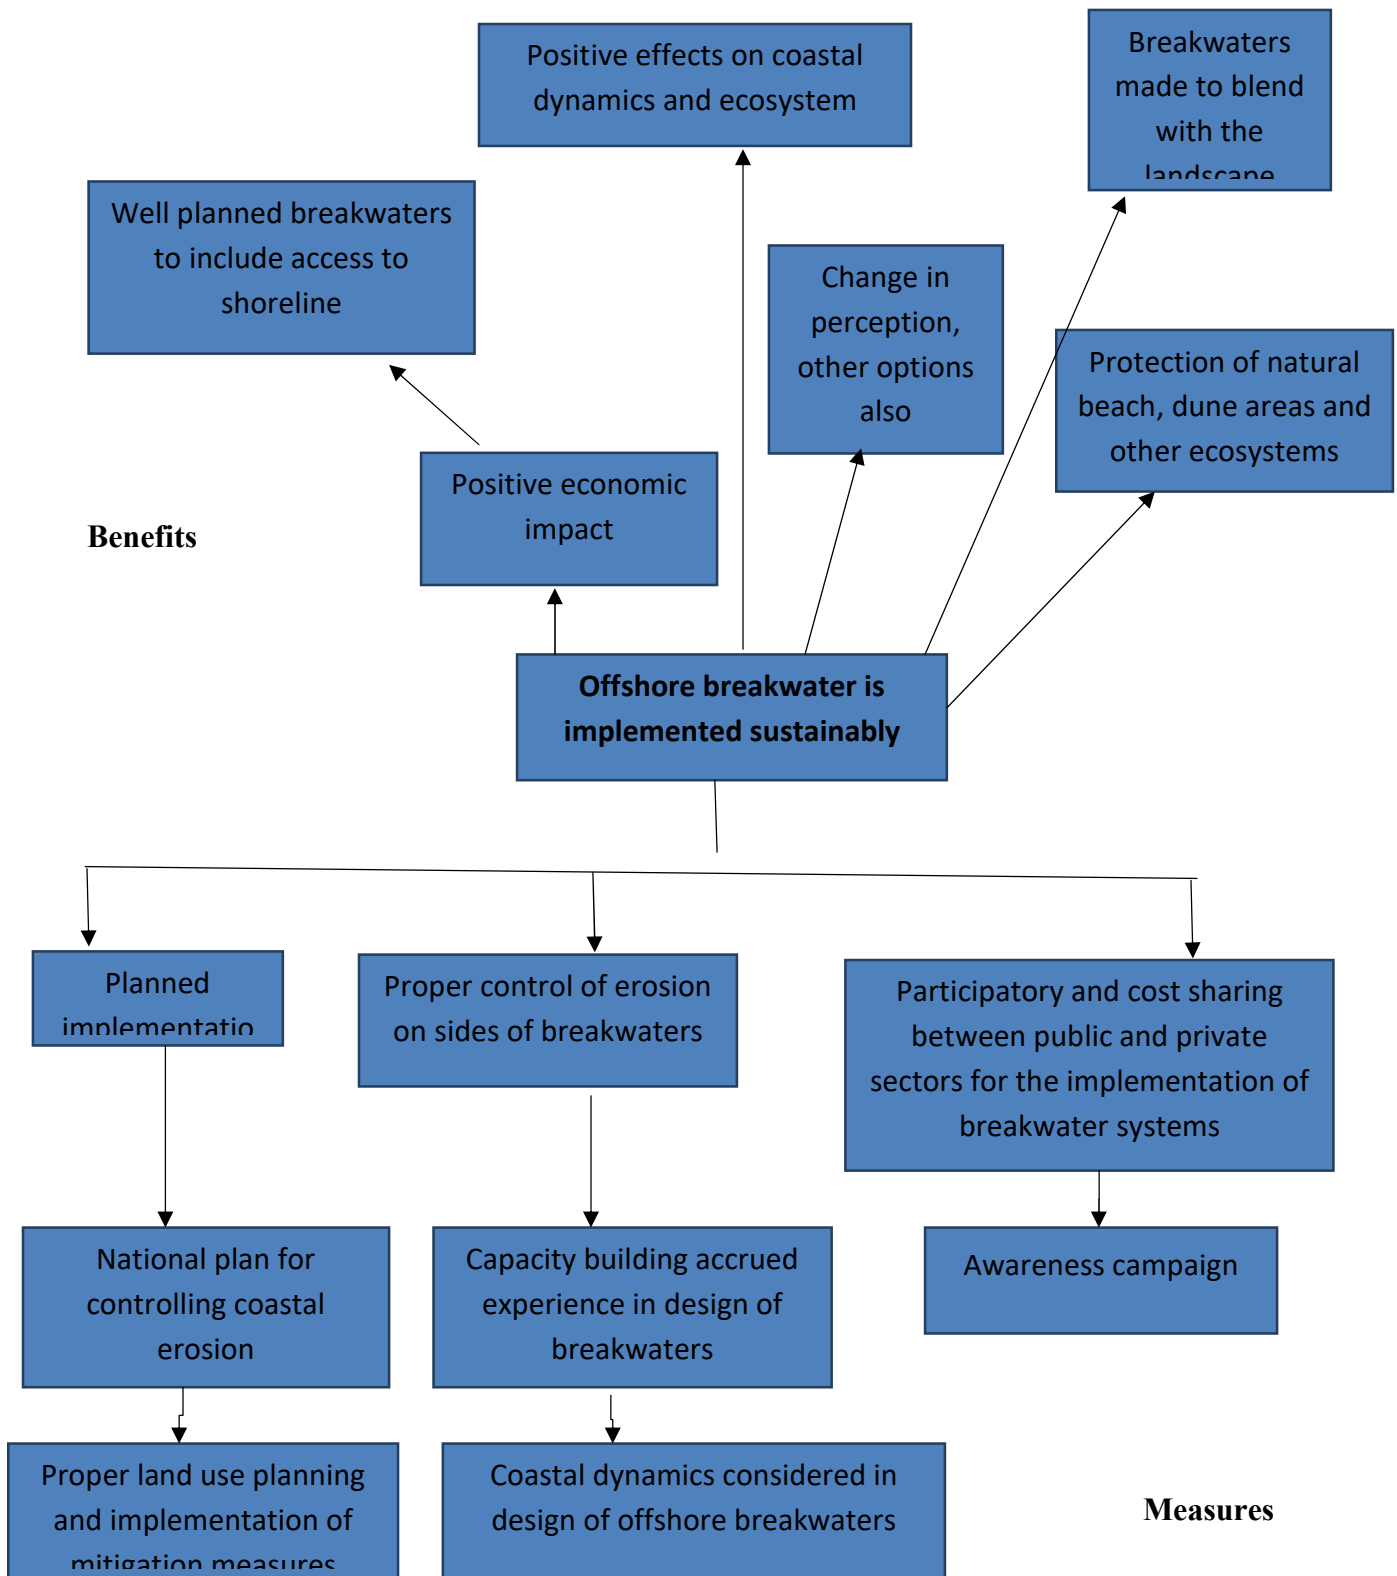 Positive effects on coastal
dynamics and ecosystem
Breakwaters
made to blend
with the
landscape
Well planned breakwaters
to include access to
shoreline
Change in
perception,
other options
also
Protection of natural
beach, dune areas and
other ecosystems
Positive economic
impact
Benefits
Offshore breakwater is
implemented sustainably
Planned
implementatio
Proper control of erosion
on sides of breakwaters
Participatory and cost sharing
between public and private
sectors for the implementation of
breakwater systems
National plan for
controlling coastal
erosion
Capacity building accrued
experience in design of
breakwaters
Awareness campaign
Proper land use planning
and implementation of
mitigation measures
Coastal dynamics considered in
design of offshore breakwaters
Measures